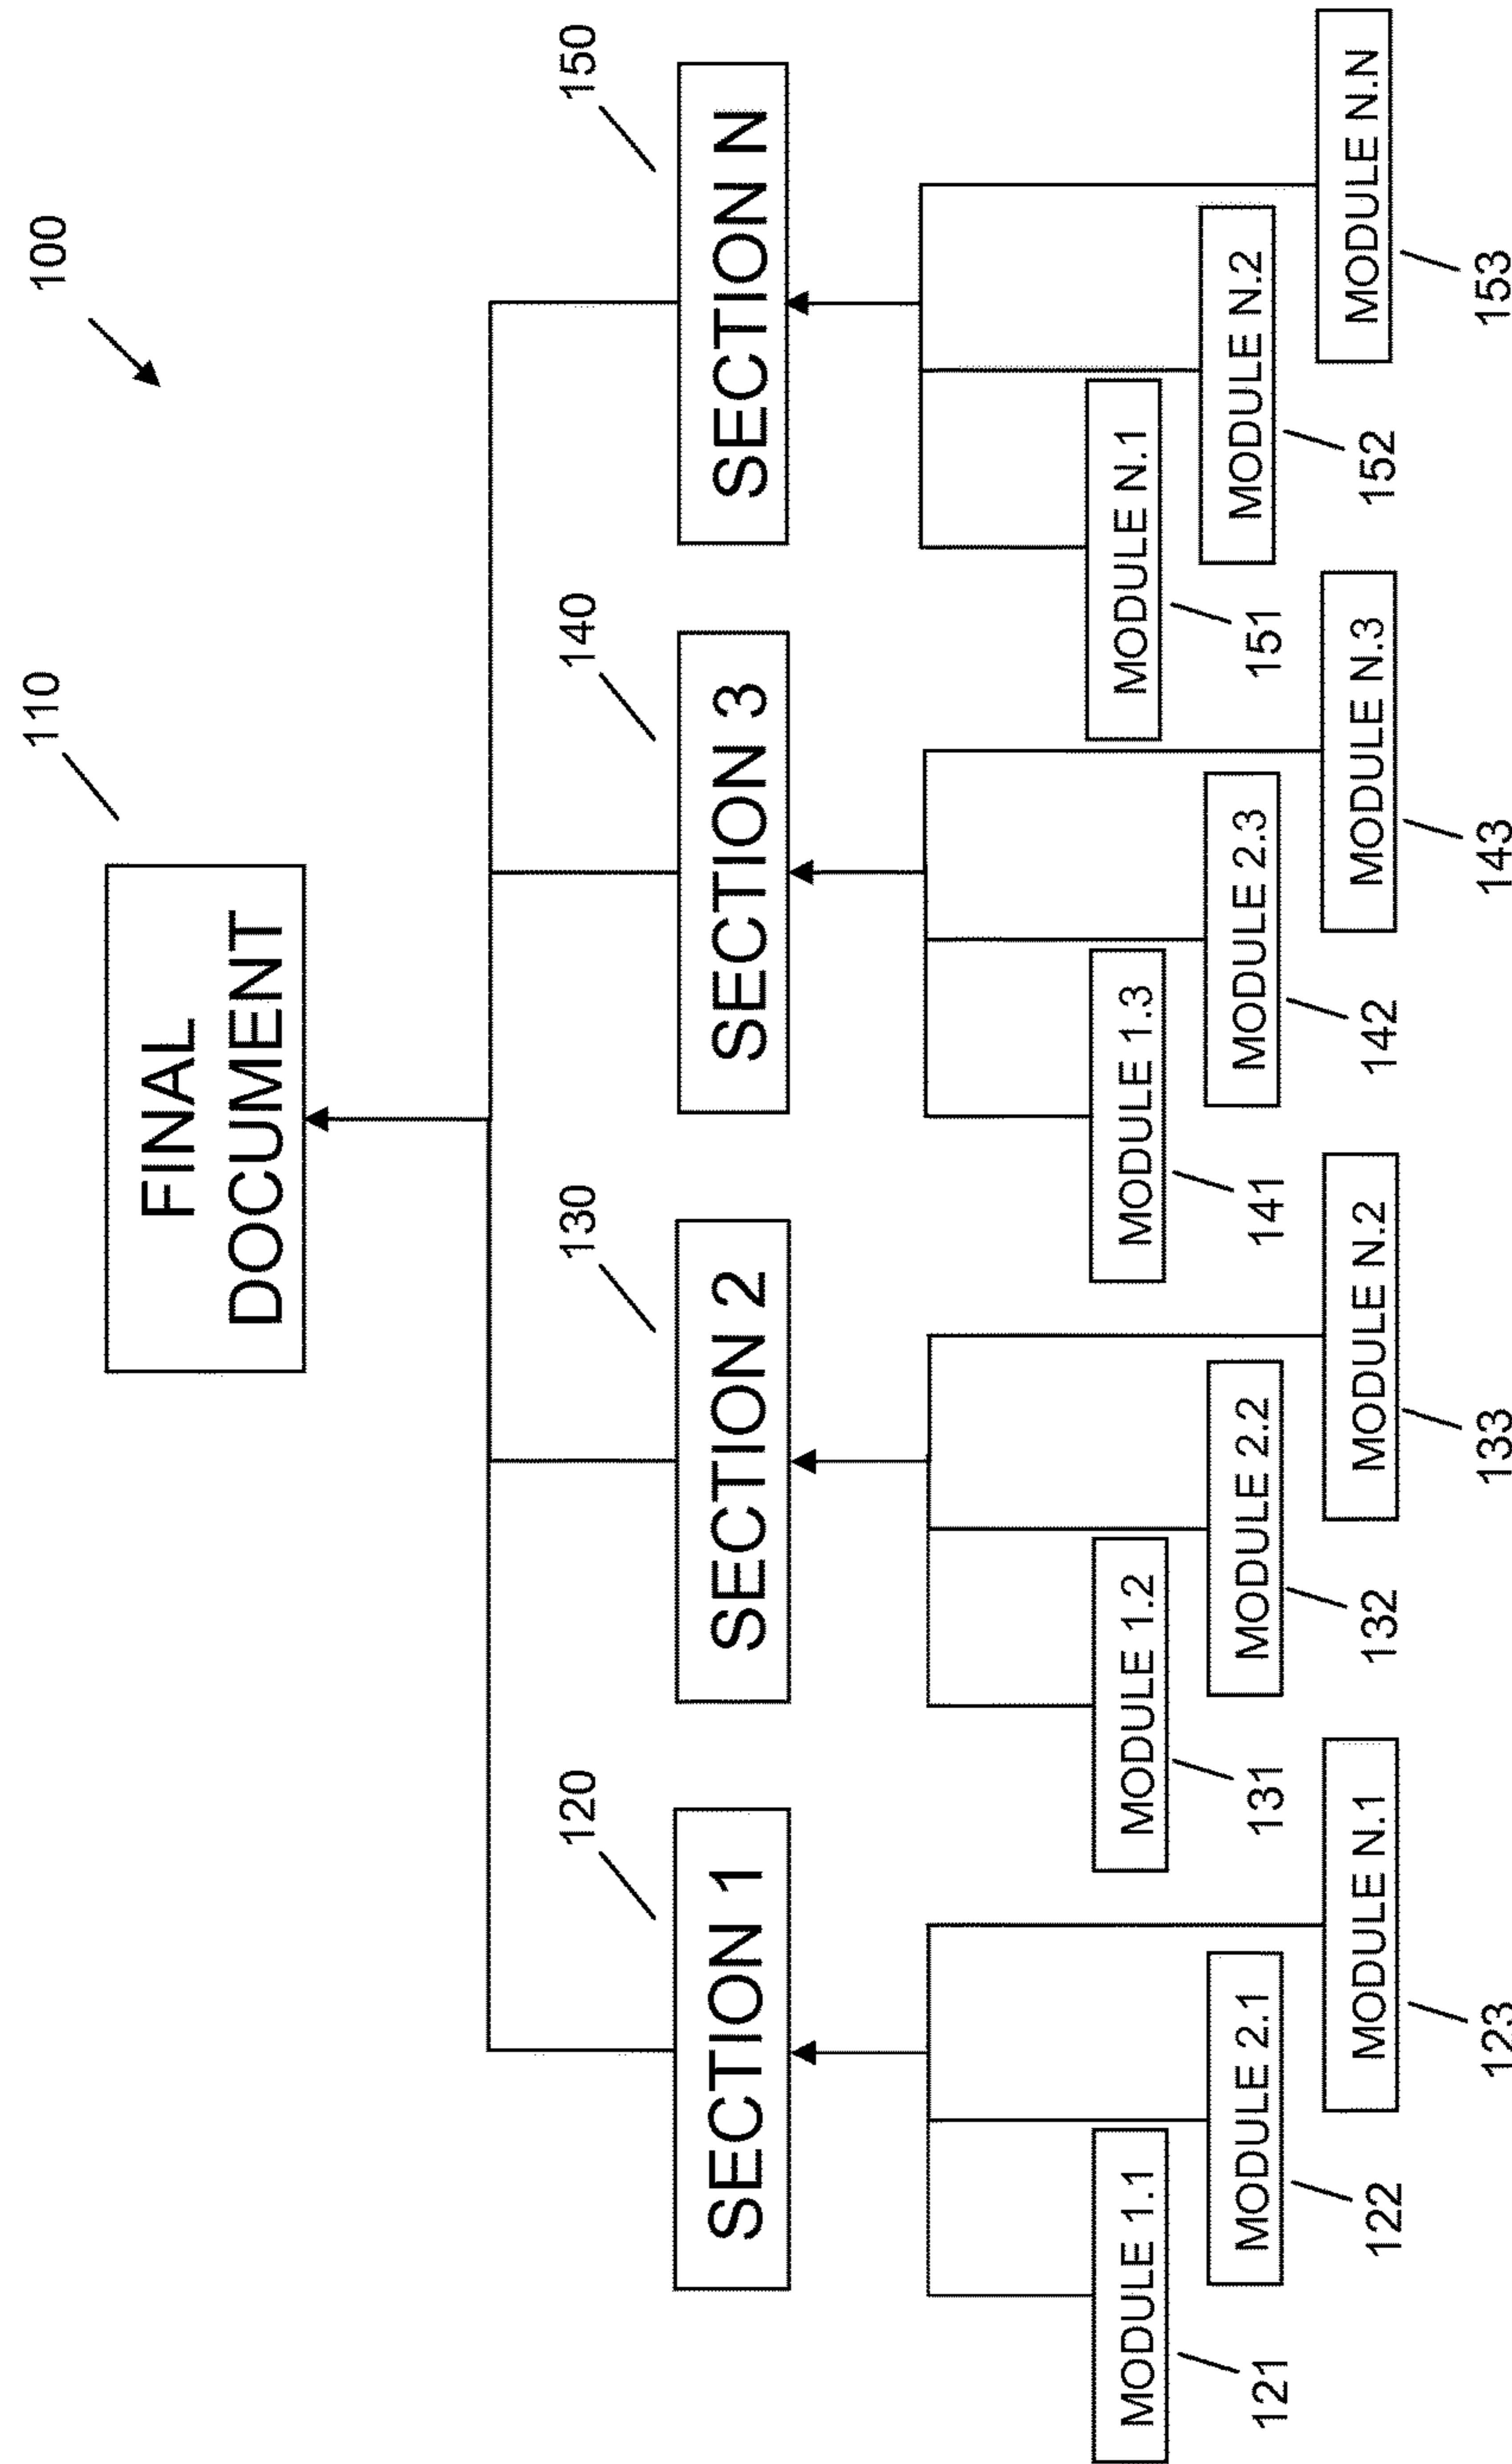 100
110
FINAL
DOCUMENT
120
130
140
150
SECTION 1
SECTION 2
SECTION 3
SECTION N
MODULE 1.1
MODULE 1.2
MODULE 1.3
MODULE N.1
121
131
141
151
MODULE 2.1
MODULE 2.2
MODULE 2.3
MODULE N.2
122
132
142
152
MODULE N.1
MODULE N.2
MODULE N.3
MODULE N.N
123
133
143
153